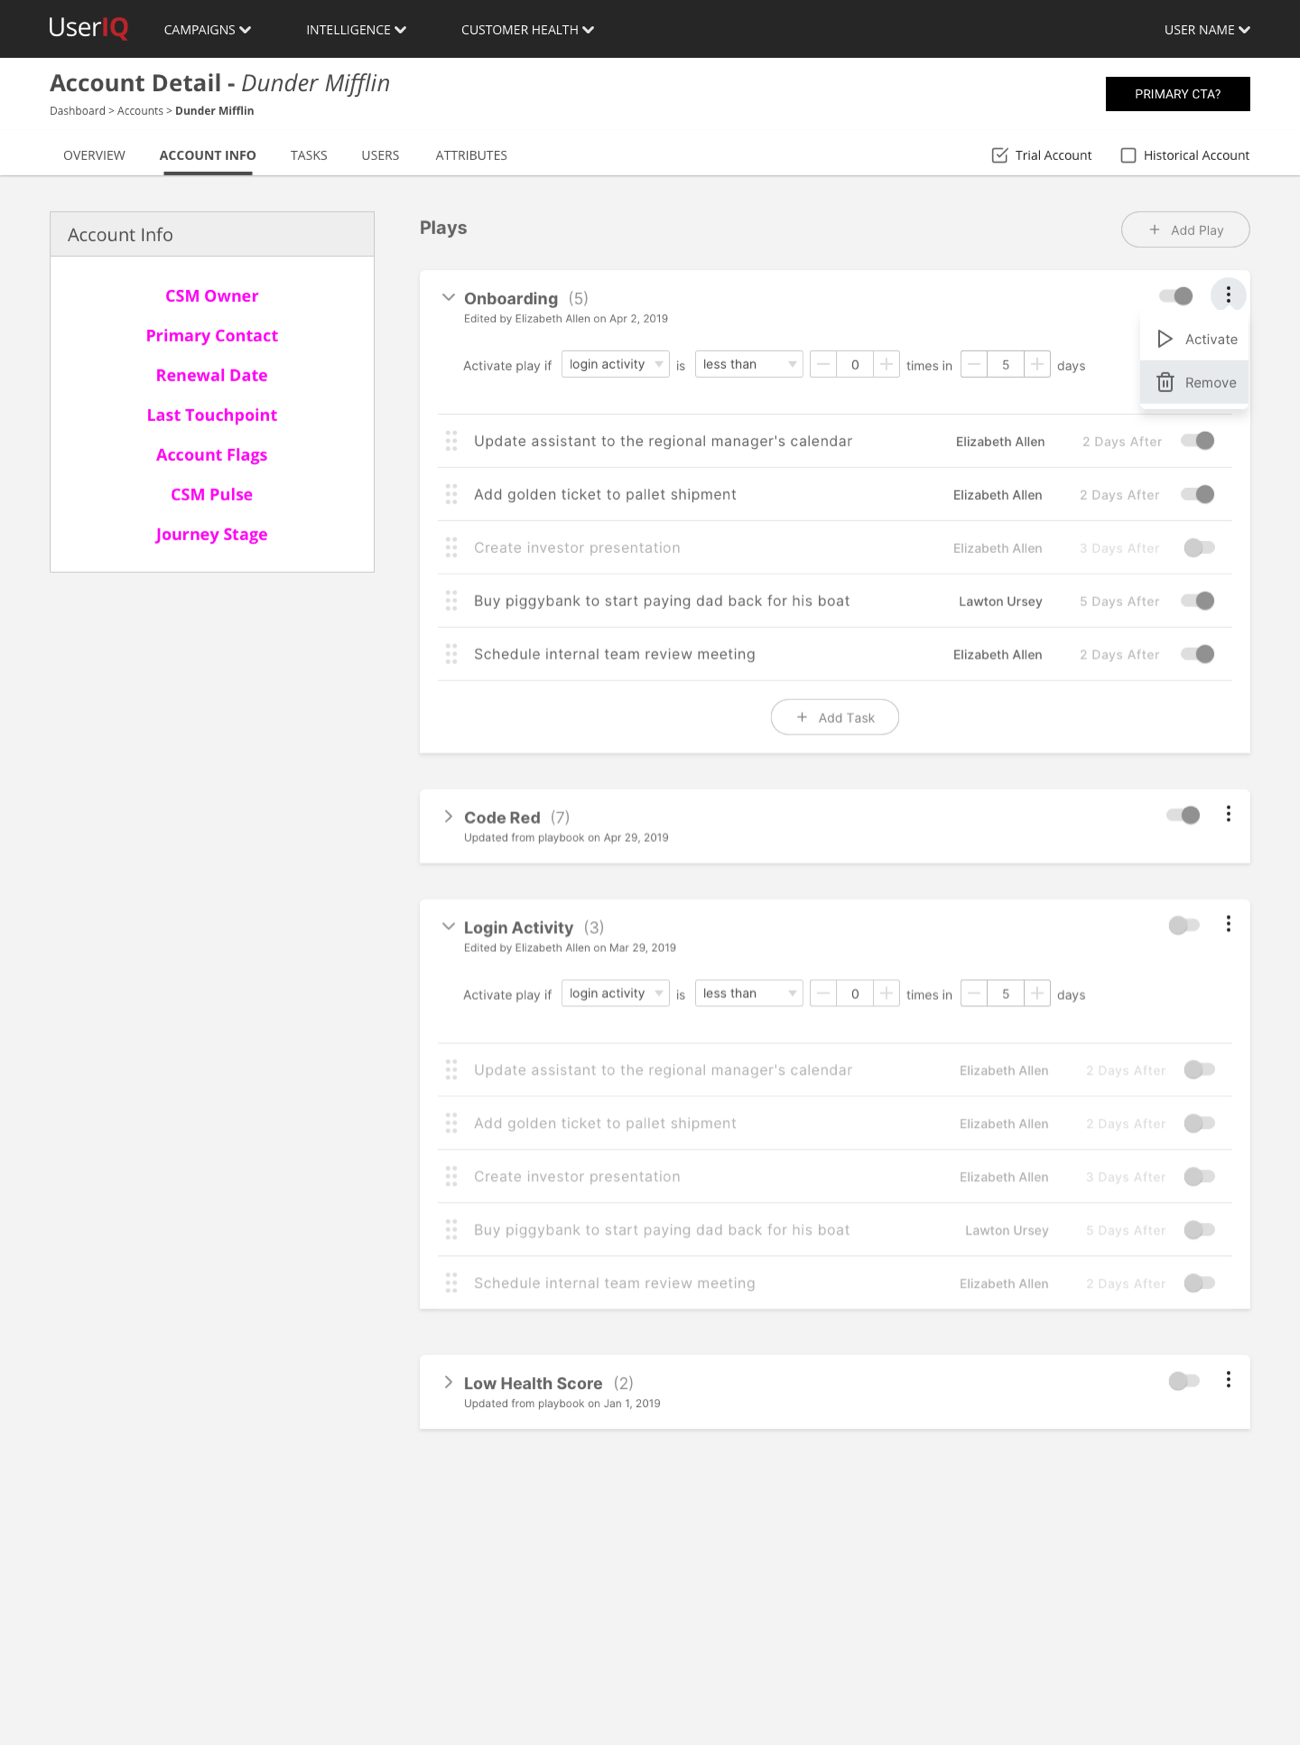 UserIQ CAMPAIGNS INTELLIGENCE CUSTOMER HEALTH USER NAME
Account Detail - Dunder Mifflin
PRIMARY CTA?
Dashboard > Accounts > Dunder Mifflin
OVERVIEW ACCOUNT INFO TASKS USERS ATTRIBUTES Trial Account Historical Account
Account Info
CSM Owner
Primary Contact
Renewal Date
Last Touchpoint
Account Flags
CSM Pulse
Journey Stage
Plays
+ Add Play
Onboarding (5)
Edited by Elizabeth Allen on Apr 2, 2019
Activate
Remove
Activate play if login activity is less than − 0 + times in − 5 + days
Update assistant to the regional manager's calendar Elizabeth Allen 2 Days After
Add golden ticket to pallet shipment Elizabeth Allen 2 Days After
Create investor presentation Elizabeth Allen 3 Days After
Buy piggybank to start paying dad back for his boat Lawton Ursey 5 Days After
Schedule internal team review meeting Elizabeth Allen 2 Days After
+ Add Task
Code Red (7)
Updated from playbook on Apr 29, 2019
Login Activity (3)
Edited by Elizabeth Allen on Mar 29, 2019
Activate play if login activity is less than − 0 + times in − 5 + days
Update assistant to the regional manager's calendar Elizabeth Allen 2 Days After
Add golden ticket to pallet shipment Elizabeth Allen 2 Days After
Create investor presentation Elizabeth Allen 3 Days After
Buy piggybank to start paying dad back for his boat Lawton Ursey 5 Days After
Schedule internal team review meeting Elizabeth Allen 2 Days After
Low Health Score (2)
Updated from playbook on Jan 1, 2019